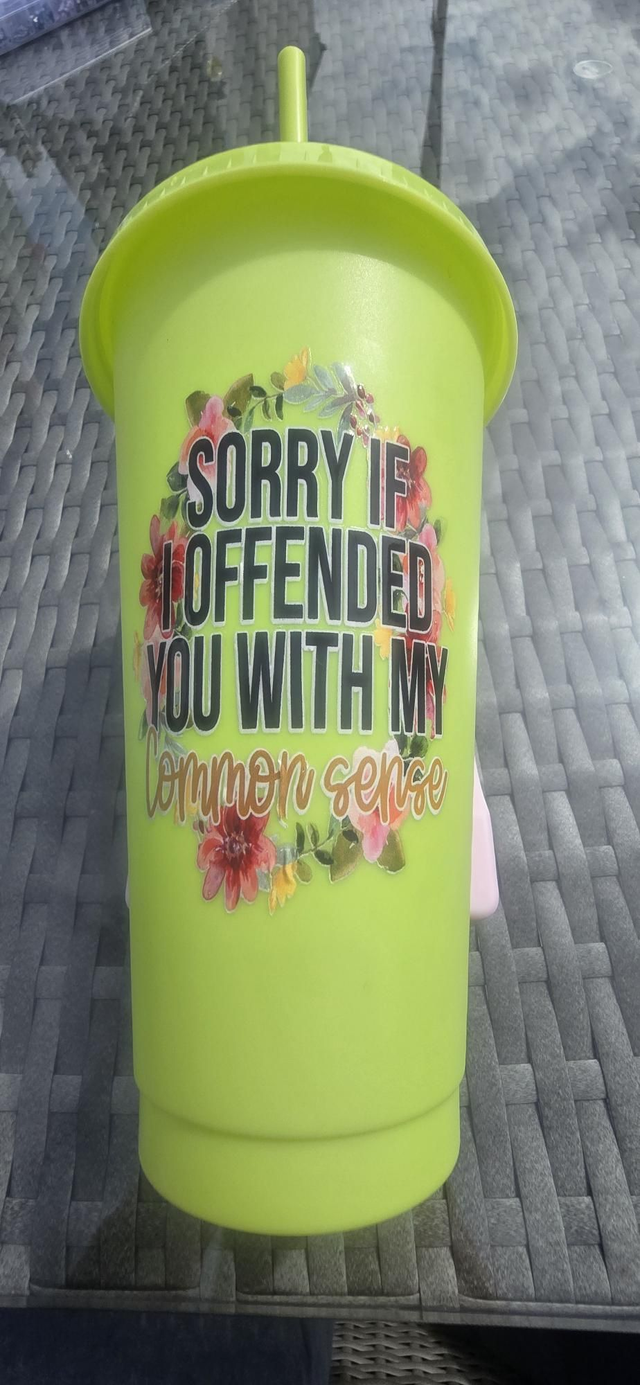 SORRY IF
I OFFENDED
YOU WITH MY
Common sense